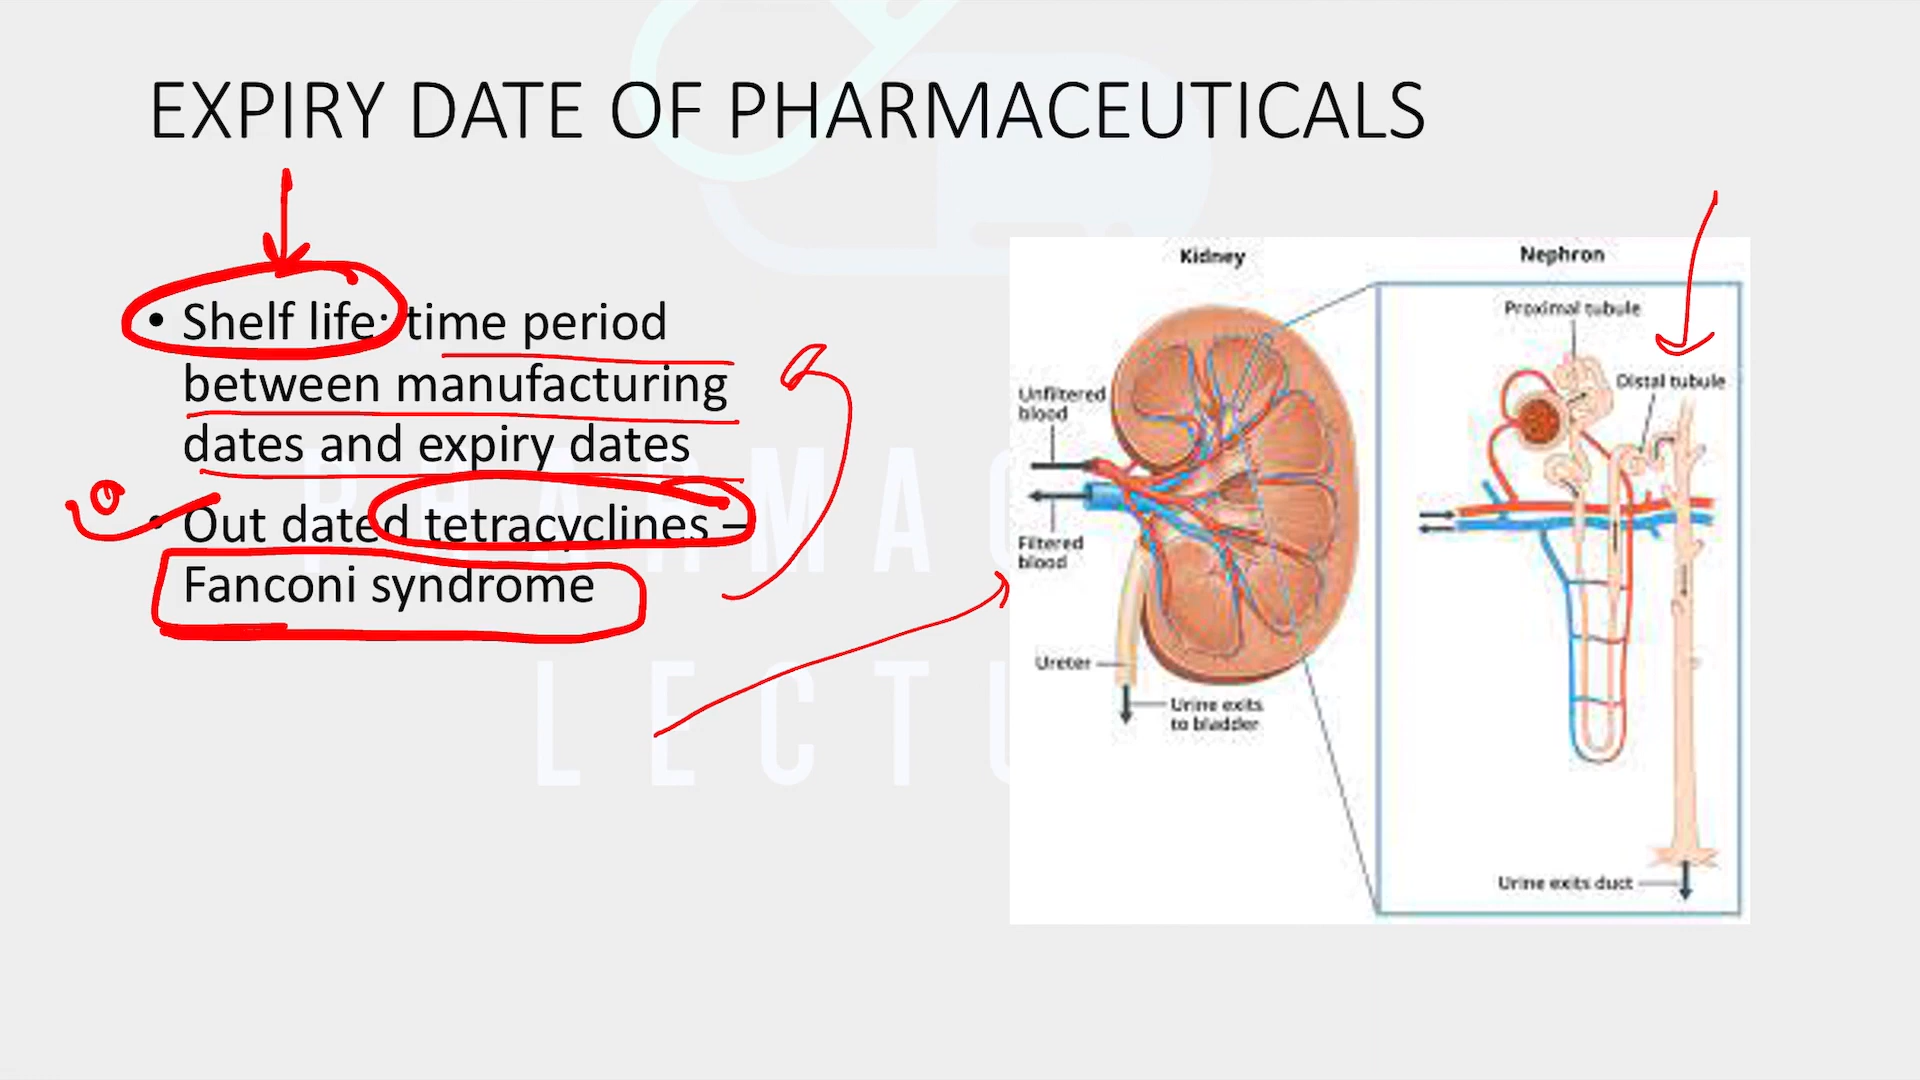 EXPIRY DATE OF PHARMACEUTICALS
• Shelf life: time period
between manufacturing
dates and expiry dates
• Out dated tetracyclines –
Fanconi syndrome
Kidney
Nephron
Proximal tubule
Distal tubule
Unfiltered
blood
Filtered
blood
Ureter
Urine exits
to bladder
Urine exits duct